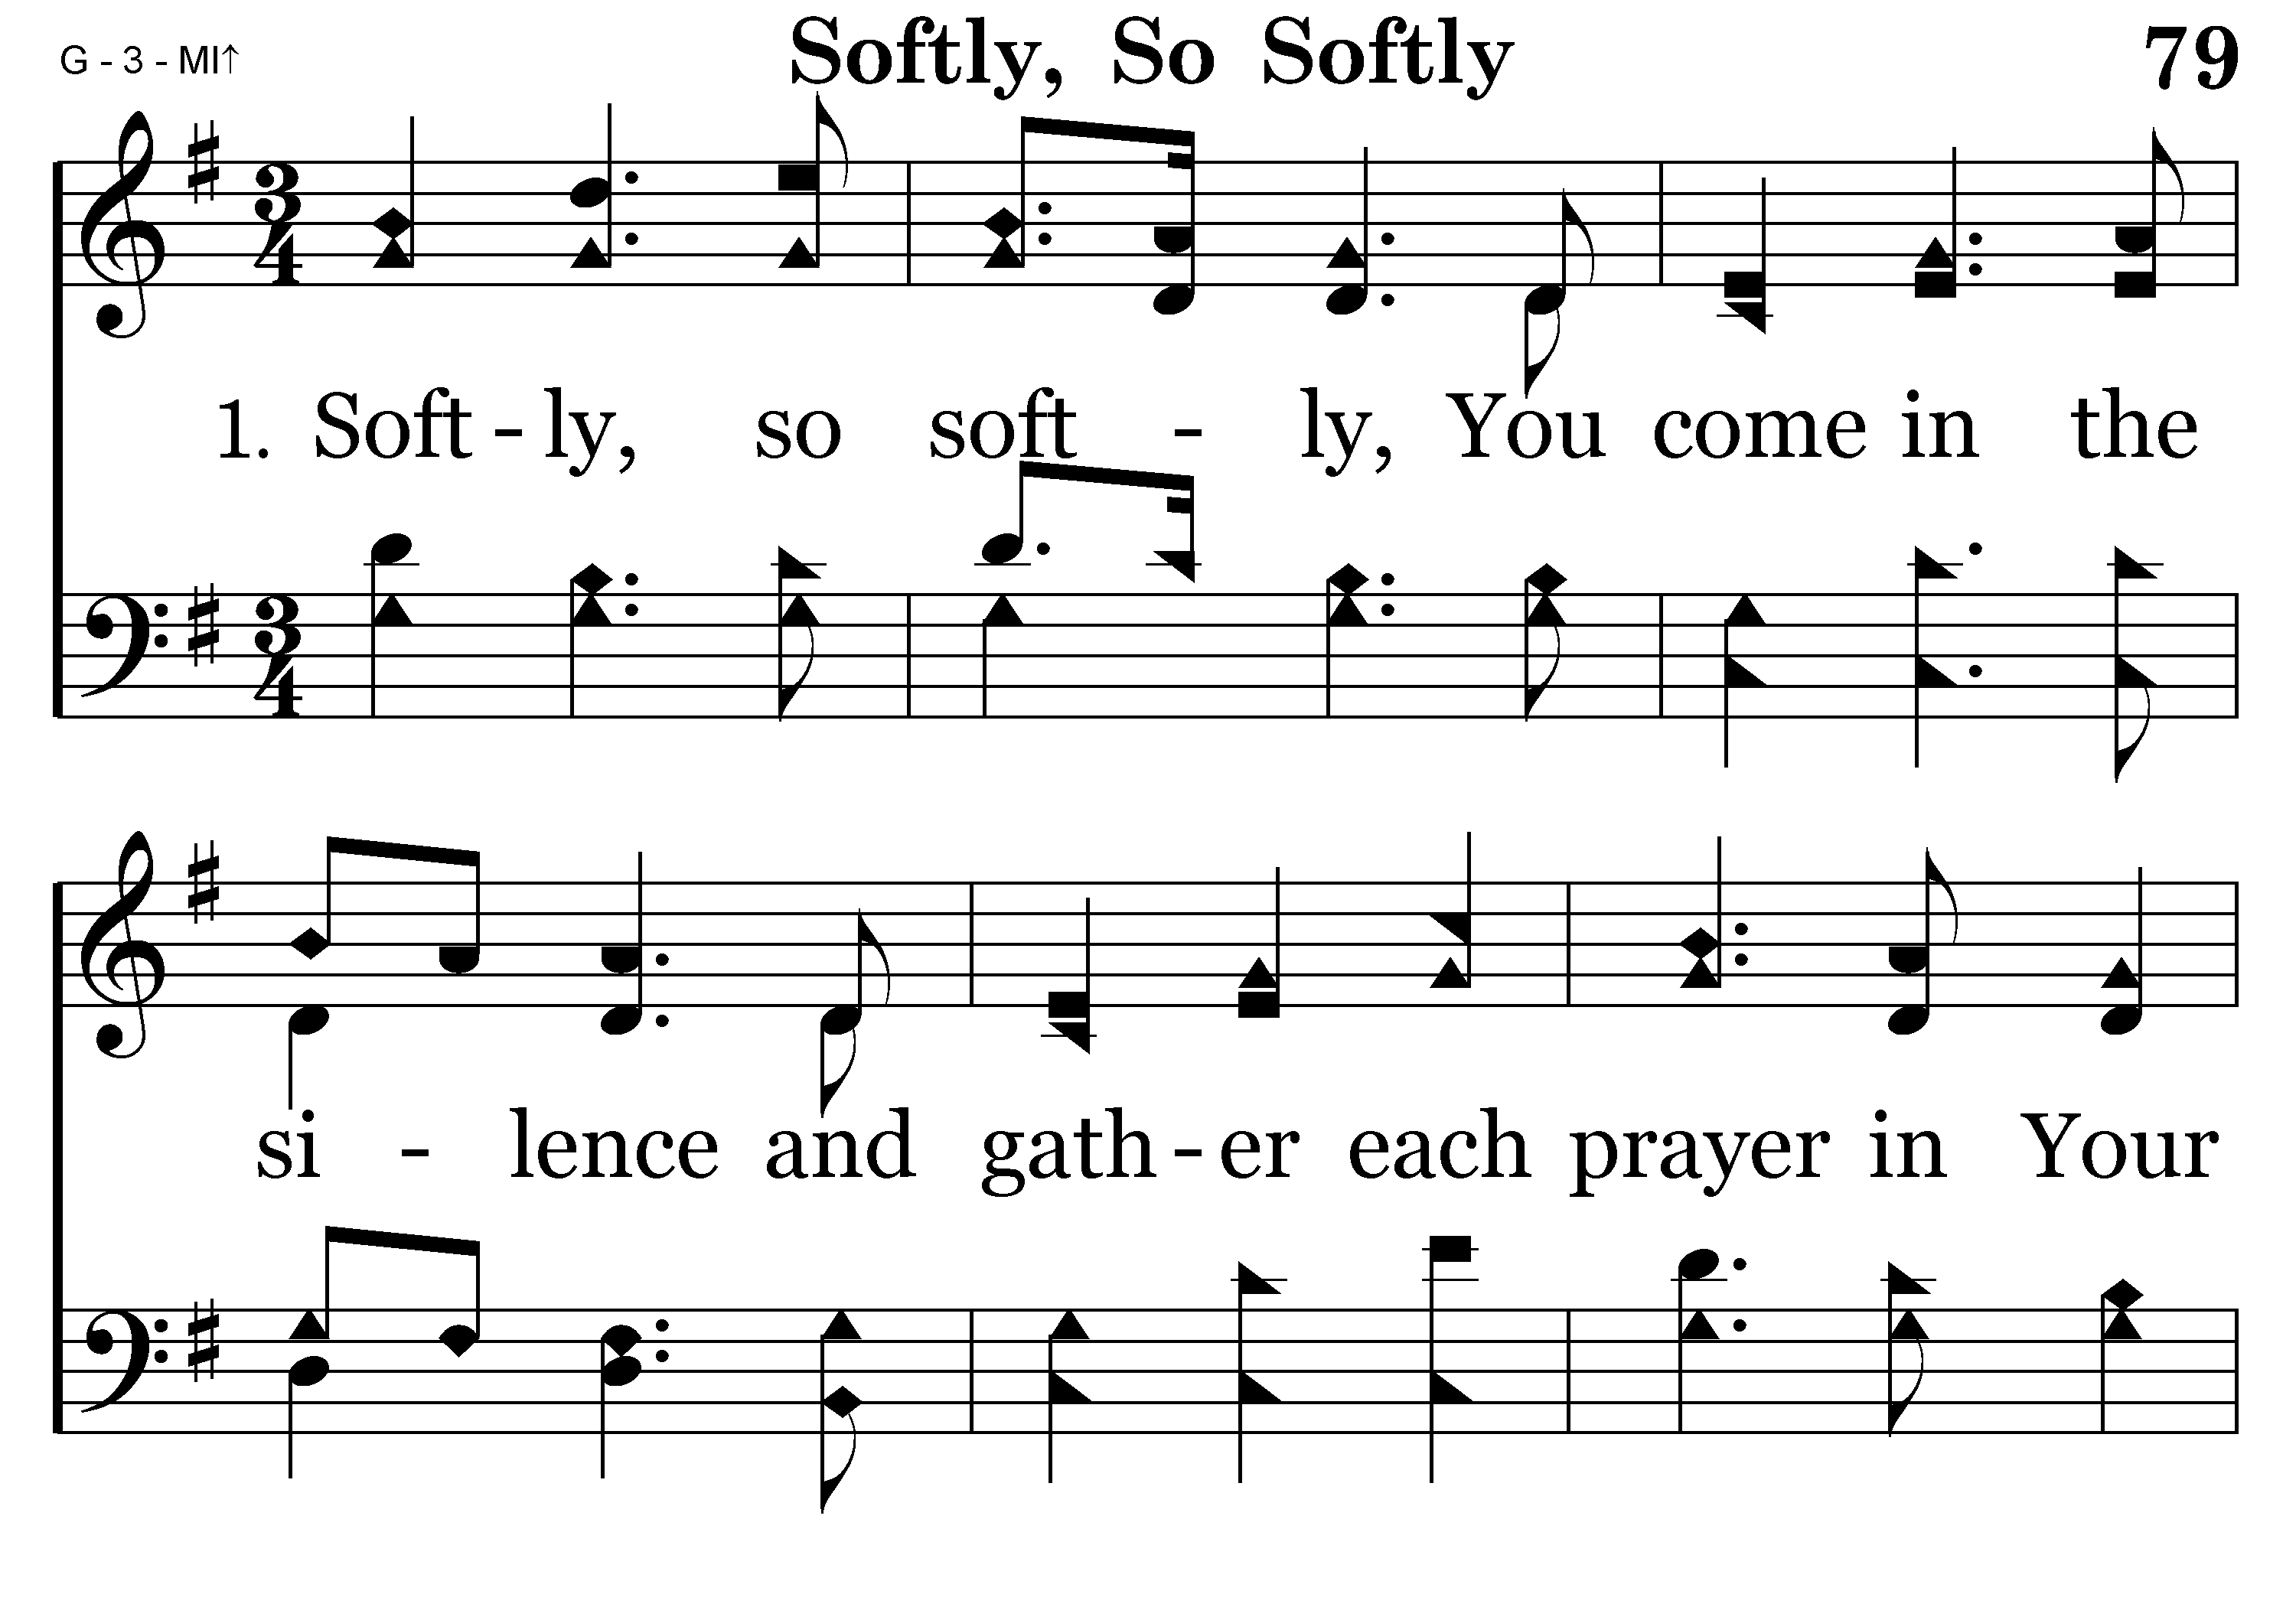 G - 3 - MI↑ Softly, So Softly 79
1. Soft - ly, so soft - ly, You come in the
si - lence and gath - er each prayer in Your